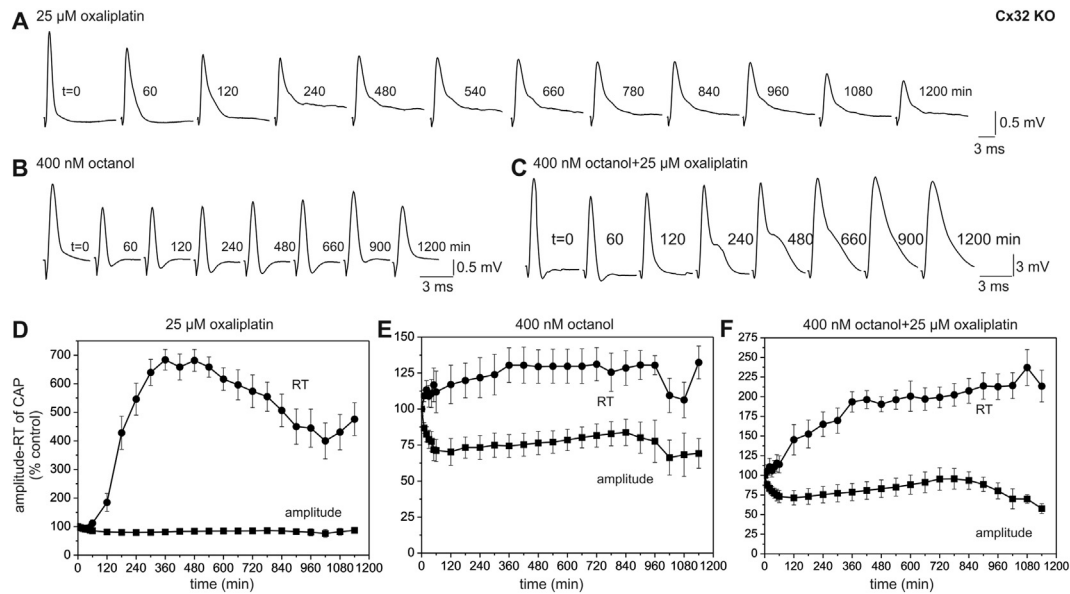 A 25 µM oxaliplatin Cx32 KO
t=0 60 120 240 480 540 660 780 840 960 1080 1200 min
0.5 mV
3 ms
B 400 nM octanol
t=0 60 120 240 480 660 900 1200 min
0.5 mV
3 ms
C 400 nM octanol+25 µM oxaliplatin
t=0 60 120 240 480 660 900 1200 min
3 mV
3 ms
D 25 µM oxaliplatin
amplitude-RT of CAP
(% control)
700
600
500
400
300
200
100
0
RT
amplitude
0 120 240 360 480 600 720 840 960 1080 1200
time (min)
E 400 nM octanol
150
125
100
75
50
25
0
RT
amplitude
0 120 240 360 480 600 720 840 960 1080 1200
time (min)
F 400 nM octanol+25 µM oxaliplatin
275
250
225
200
175
150
125
100
75
50
25
0
RT
amplitude
0 120 240 360 480 600 720 840 960 1080 1200
time (min)